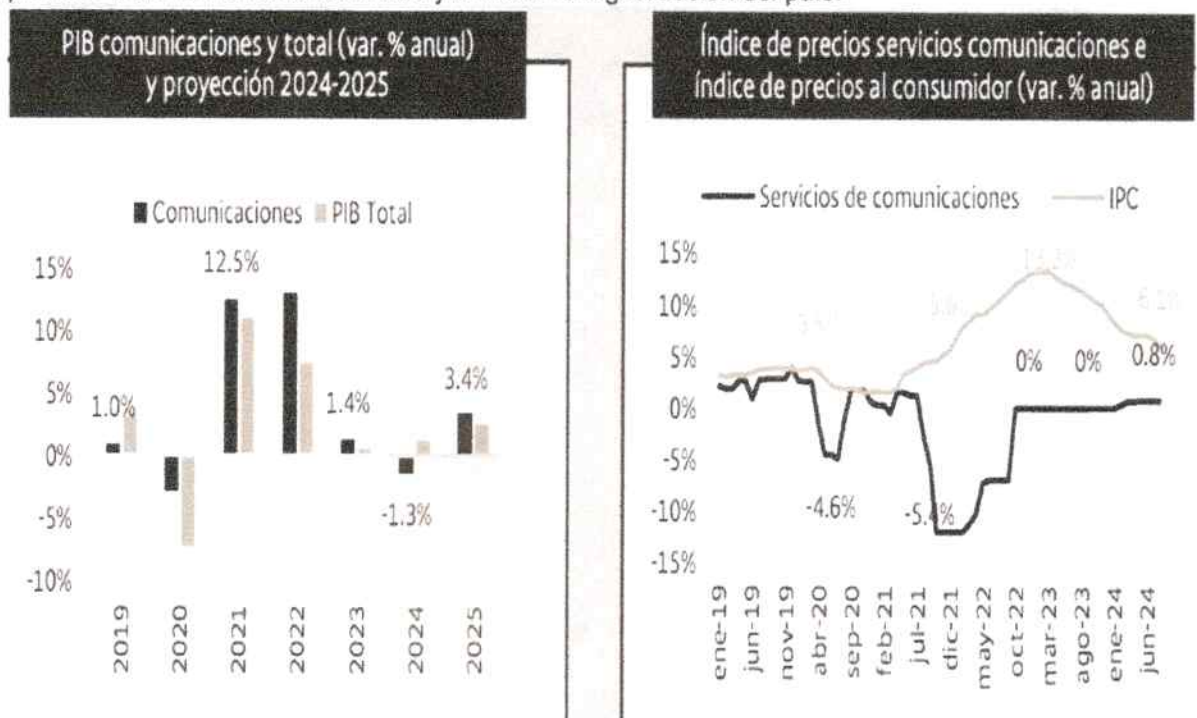 PIB comunicaciones y total (var. % anual)
y proyección 2024-2025
Comunicaciones PIB Total
15%
10%
5%
0%
-5%
-10%
1.0%
12.5%
1.4%
-1.3%
3.4%
2019
2020
2021
2022
2023
2024
2025
Índice de precios servicios comunicaciones e
índice de precios al consumidor (var. % anual)
Servicios de comunicaciones IPC
15%
10%
5%
0%
-5%
-10%
-15%
0%
0%
0.8%
-4.6%
ene-19
jun-19
nov-19
abr-20
sep-20
feb-21
jul-21
dic-21
may-22
oct-22
mar-23
ago-23
ene-24
jun-24